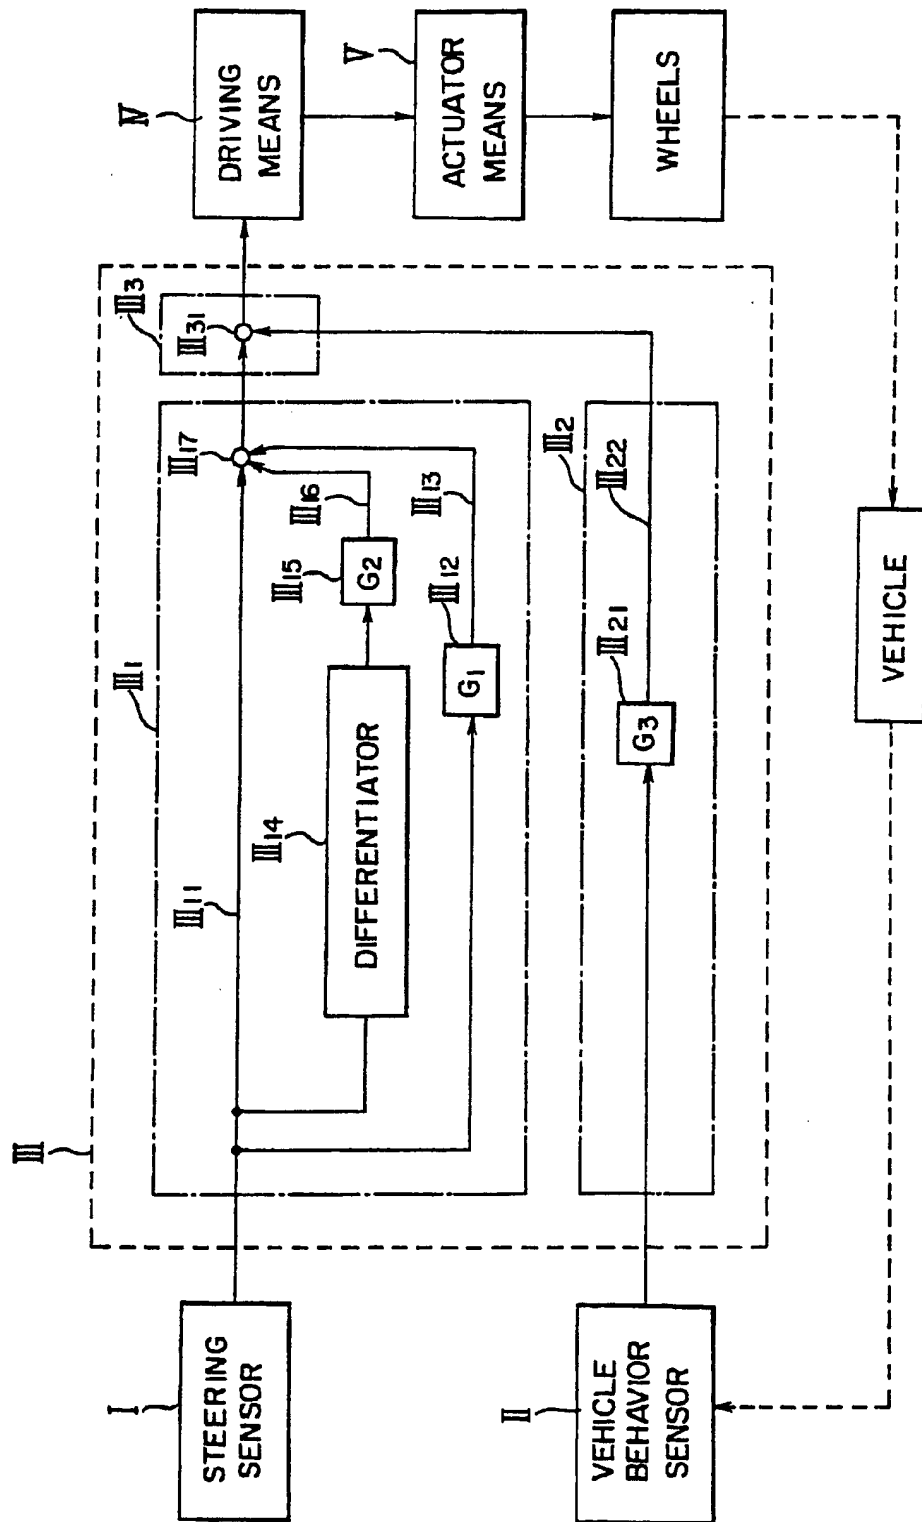 I
STEERING
SENSOR
II
VEHICLE
BEHAVIOR
SENSOR
III
III1
III11
III14
DIFFERENTIATOR
III15
G2
III16
III17
III12
G1
III13
III2
III21
G3
III22
III3
III31
IV
DRIVING
MEANS
V
ACTUATOR
MEANS
WHEELS
VEHICLE